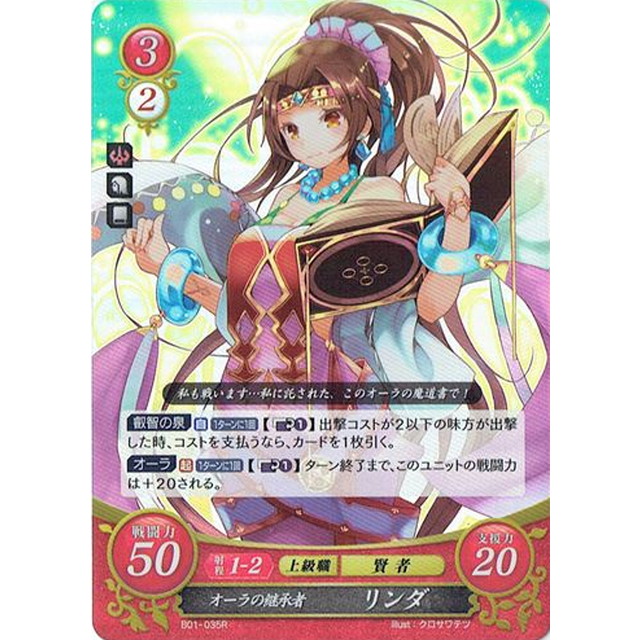 3
2
私も戦います…私に託された、このオーラの魔道書で！
叡智の泉 自 1ターンに1回 【 1】 出撃コストが2以下の味方が出撃
した時、コストを支払うなら、カードを1枚引く。
オーラ 起 1ターンに1回 【 1】 ターン終了まで、このユニットの戦闘力
は＋20される。
戦闘力 50 射程 1-2 上級職 賢者 支援力 20
オーラの継承者 リンダ
B01-035R Illust：クロサワテツ